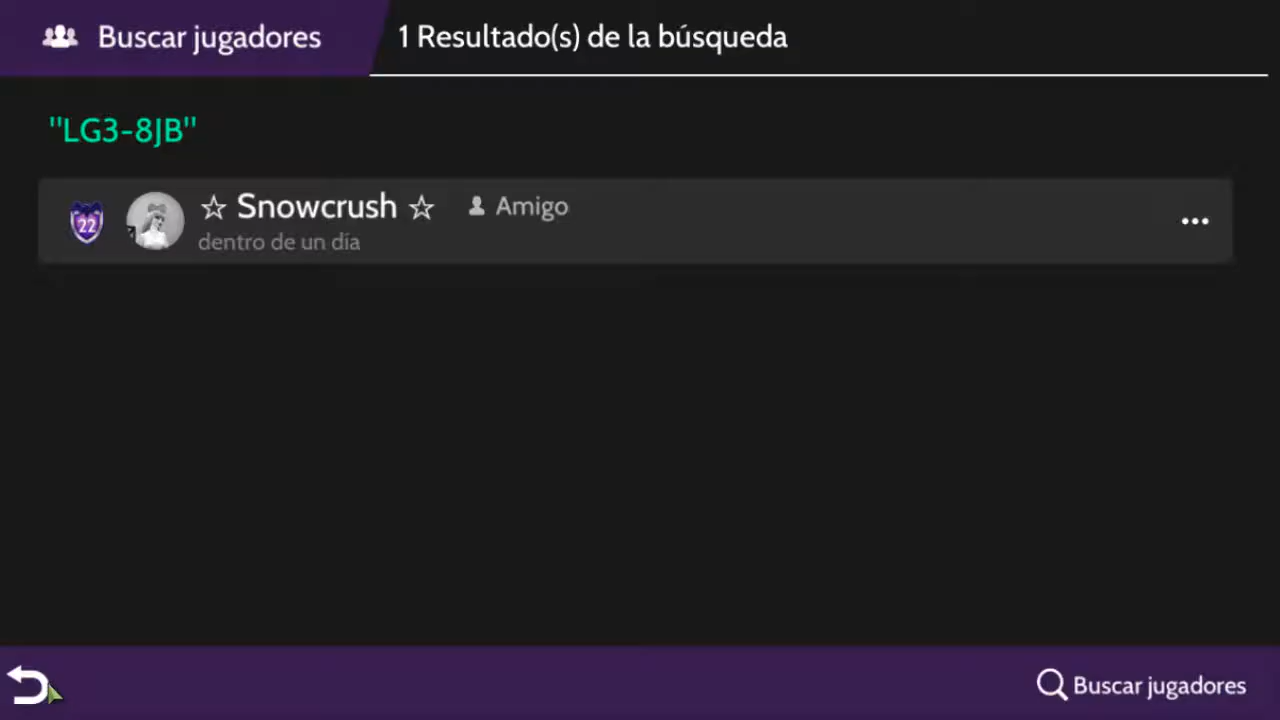 Buscar jugadores
1 Resultado(s) de la búsqueda
"LG3-8JB"
22
☆ Snowcrush ☆ Amigo
dentro de un día
Buscar jugadores